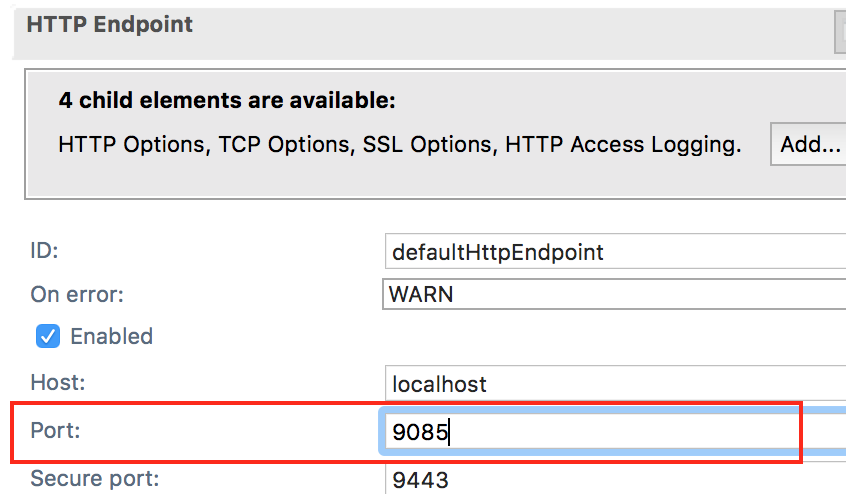 HTTP Endpoint
4 child elements are available:
HTTP Options, TCP Options, SSL Options, HTTP Access Logging.
Add...
ID:
defaultHttpEndpoint
On error:
WARN
Enabled
Host:
localhost
Port:
9085
Secure port:
9443